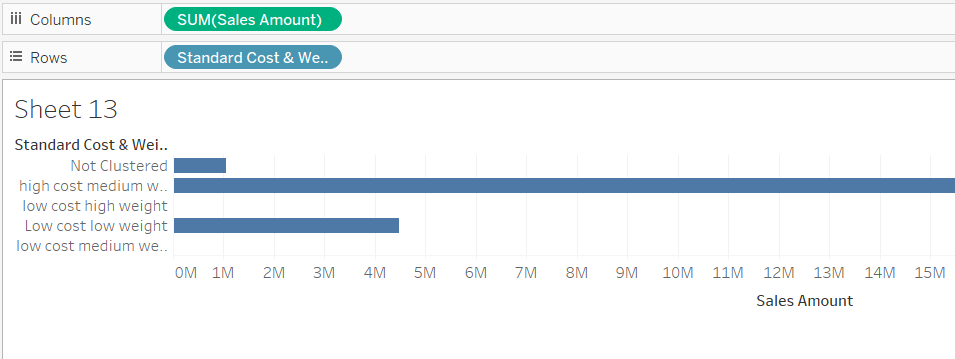 Columns SUM(Sales Amount)
Rows Standard Cost & We..
Sheet 13
Standard Cost & Wei..
Not Clustered
high cost medium w..
low cost high weight
Low cost low weight
low cost medium we..
0M 1M 2M 3M 4M 5M 6M 7M 8M 9M 10M 11M 12M 13M 14M 15M
Sales Amount